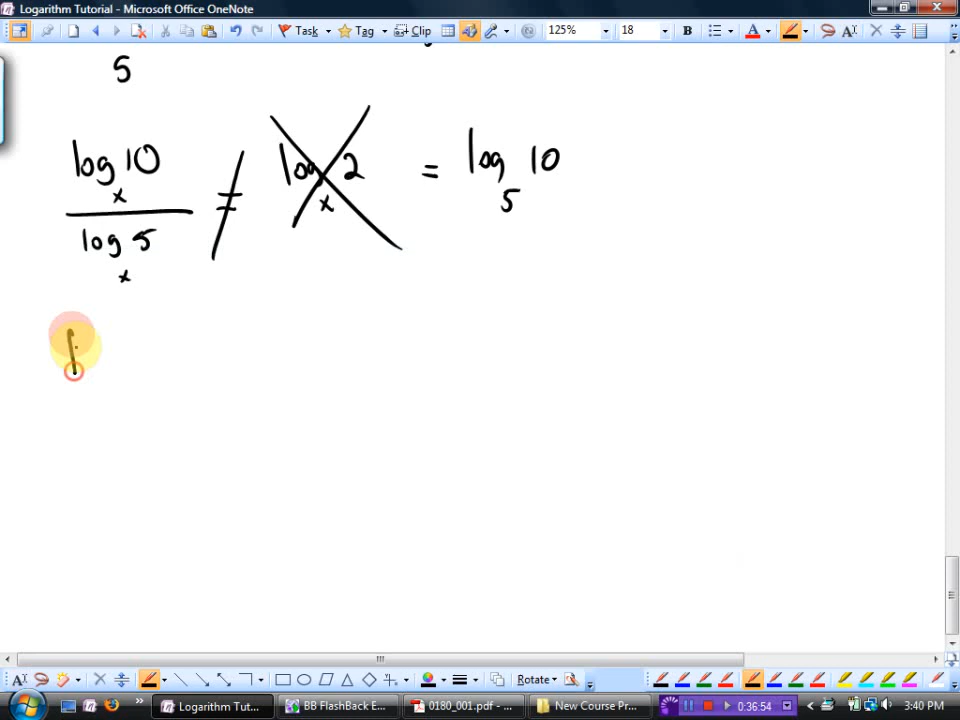 Logarithm Tutorial - Microsoft Office OneNote
Task Tag Clip 125% 18 B A
5
log 10 ≠ log 2 = log 10
x x 5
log 5
x
Rotate
Logarithm Tut... BB FlashBack E... 0180_001.pdf - ... New Course Pr... 0:36:54 3:40 PM